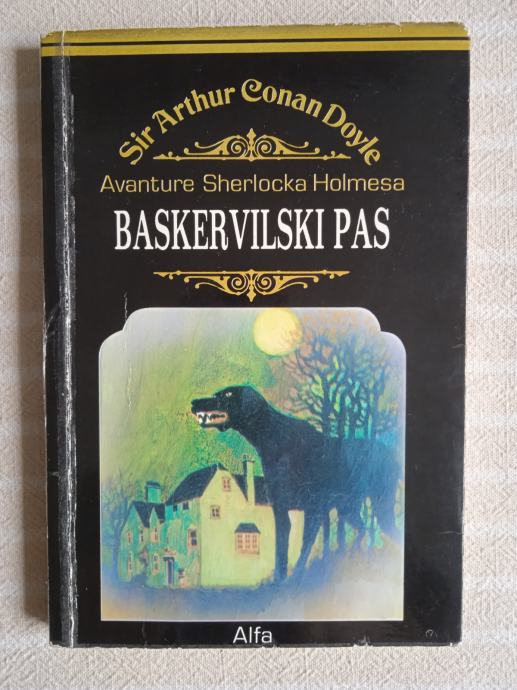 Sir Arthur Conan Doyle
Avanture Sherlocka Holmesa
BASKERVILSKI PAS
Alfa